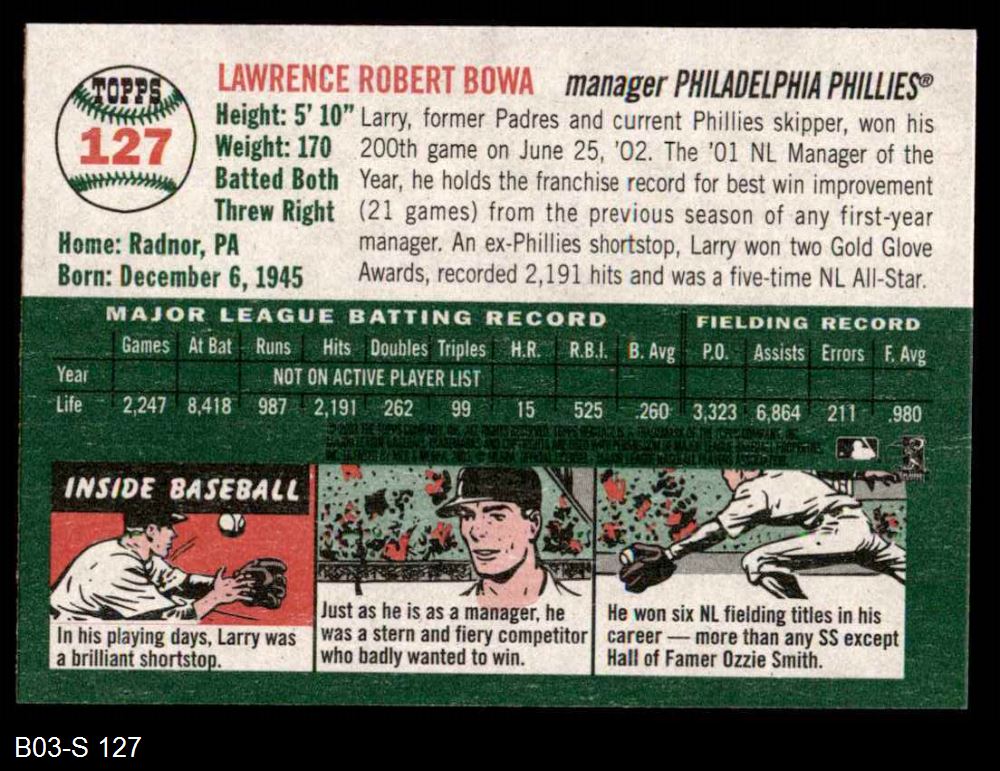 TOPPS
127
LAWRENCE ROBERT BOWA manager PHILADELPHIA PHILLIES®
Height: 5' 10"
Weight: 170
Batted Both
Threw Right
Home: Radnor, PA
Born: December 6, 1945
Larry, former Padres and current Phillies skipper, won his
200th game on June 25, '02. The '01 NL Manager of the
Year, he holds the franchise record for best win improvement
(21 games) from the previous season of any first-year
manager. An ex-Phillies shortstop, Larry won two Gold Glove
Awards, recorded 2,191 hits and was a five-time NL All-Star.
MAJOR LEAGUE BATTING RECORD FIELDING RECORD
Games At Bat Runs Hits Doubles Triples H.R. R.B.I. B. Avg P.O. Assists Errors F. Avg
Year NOT ON ACTIVE PLAYER LIST
Life 2,247 8,418 987 2,191 262 99 15 525 .260 3,323 6,864 211 .980
INSIDE BASEBALL
In his playing days, Larry was
a brilliant shortstop.
Just as he is as a manager, he
was a stern and fiery competitor
who badly wanted to win.
He won six NL fielding titles in his
career — more than any SS except
Hall of Famer Ozzie Smith.
B03-S 127